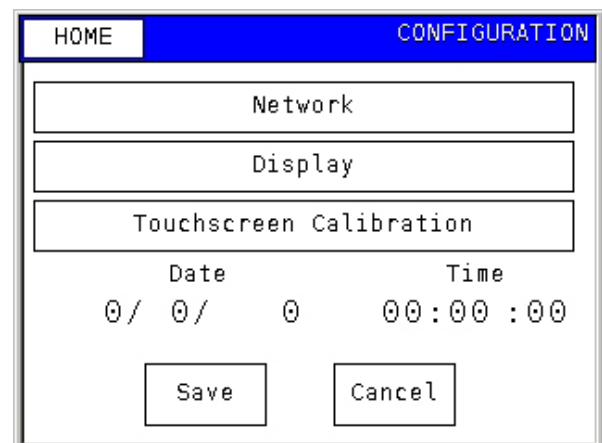 HOME CONFIGURATION
Network
Display
Touchscreen Calibration
Date Time
0/ 0/ 0 00:00 :00
Save Cancel